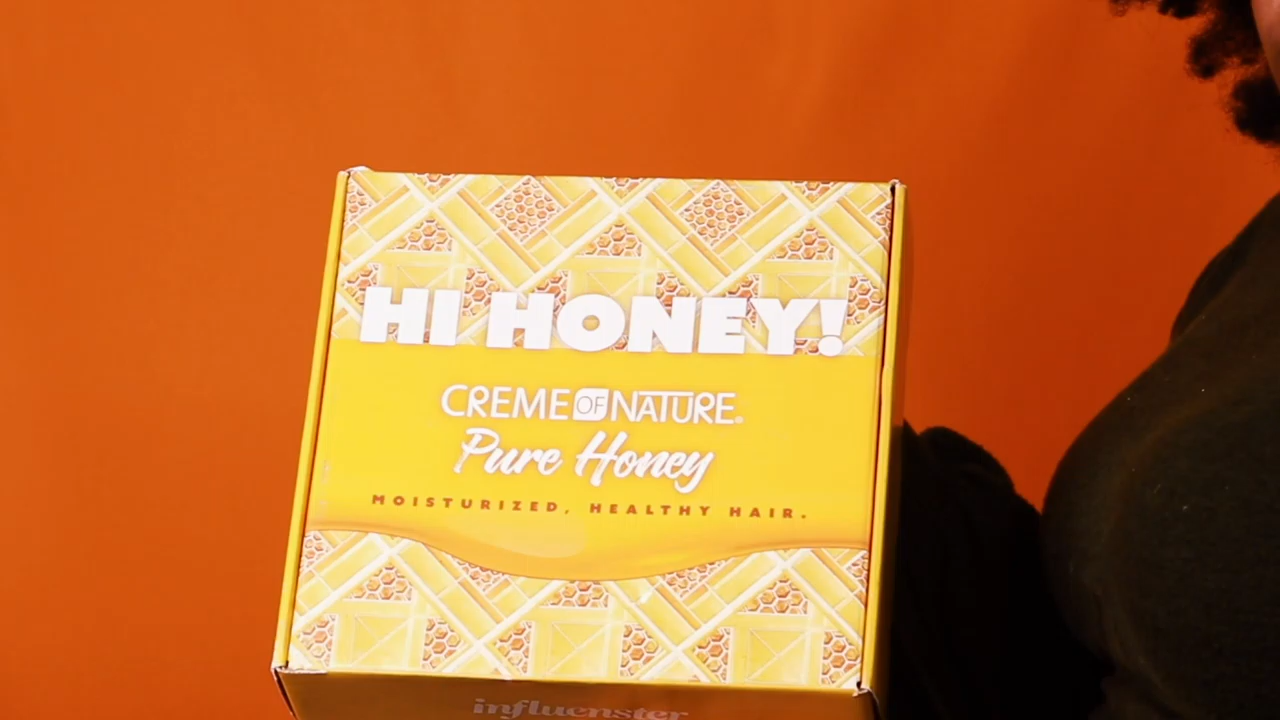 HI HONEY!
CREME OF NATURE®
Pure Honey
MOISTURIZED, HEALTHY HAIR.
influenster